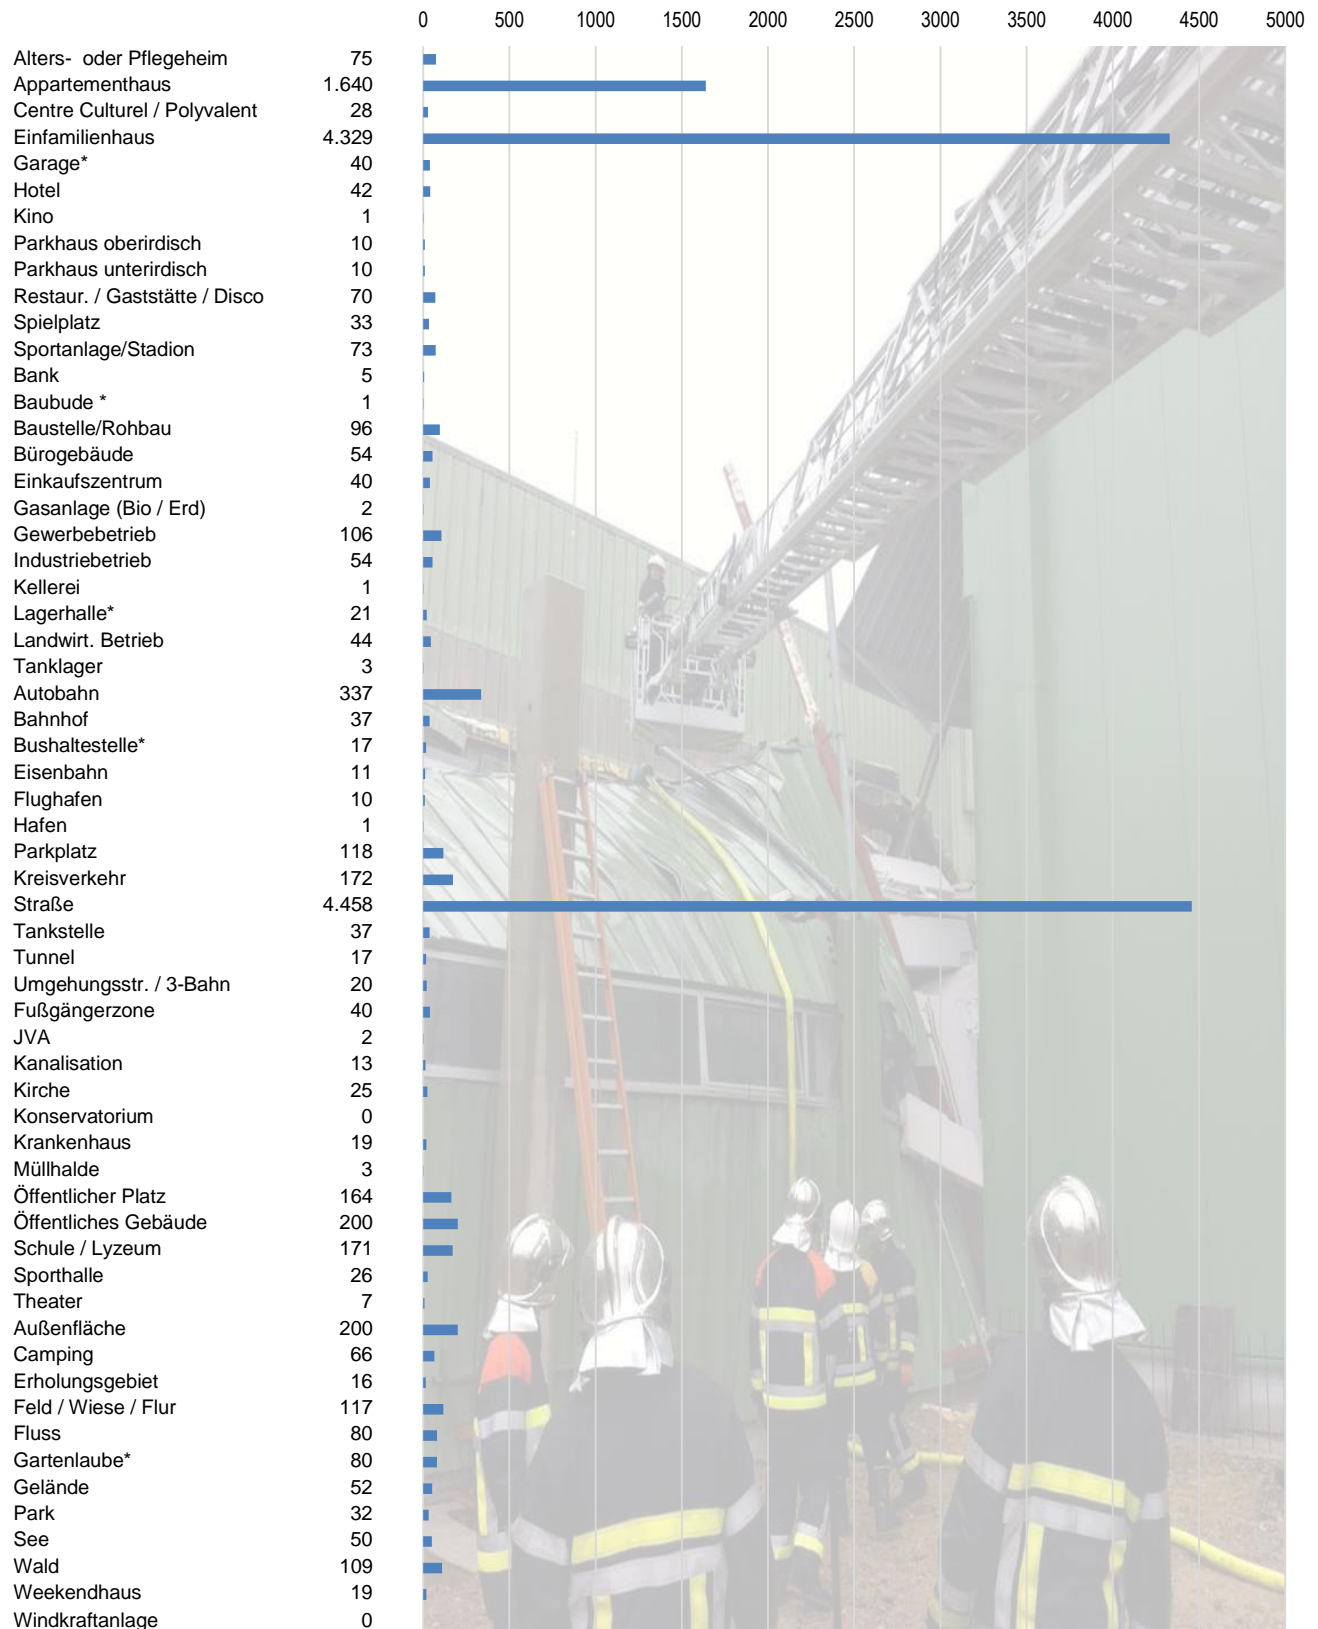 0 500 1000 1500 2000 2500 3000 3500 4000 4500 5000
Alters- oder Pflegeheim 75
Appartementhaus 1.640
Centre Culturel / Polyvalent 28
Einfamilienhaus 4.329
Garage* 40
Hotel 42
Kino 1
Parkhaus oberirdisch 10
Parkhaus unterirdisch 10
Restaur. / Gaststätte / Disco 70
Spielplatz 33
Sportanlage/Stadion 73
Bank 5
Baubude * 1
Baustelle/Rohbau 96
Bürogebäude 54
Einkaufszentrum 40
Gasanlage (Bio / Erd) 2
Gewerbebetrieb 106
Industriebetrieb 54
Kellerei 1
Lagerhalle* 21
Landwirt. Betrieb 44
Tanklager 3
Autobahn 337
Bahnhof 37
Bushaltestelle* 17
Eisenbahn 11
Flughafen 10
Hafen 1
Parkplatz 118
Kreisverkehr 172
Straße 4.458
Tankstelle 37
Tunnel 17
Umgehungsstr. / 3-Bahn 20
Fußgängerzone 40
JVA 2
Kanalisation 13
Kirche 25
Konservatorium 0
Krankenhaus 19
Müllhalde 3
Öffentlicher Platz 164
Öffentliches Gebäude 200
Schule / Lyzeum 171
Sporthalle 26
Theater 7
Außenfläche 200
Camping 66
Erholungsgebiet 16
Feld / Wiese / Flur 117
Fluss 80
Gartenlaube* 80
Gelände 52
Park 32
See 50
Wald 109
Weekendhaus 19
Windkraftanlage 0